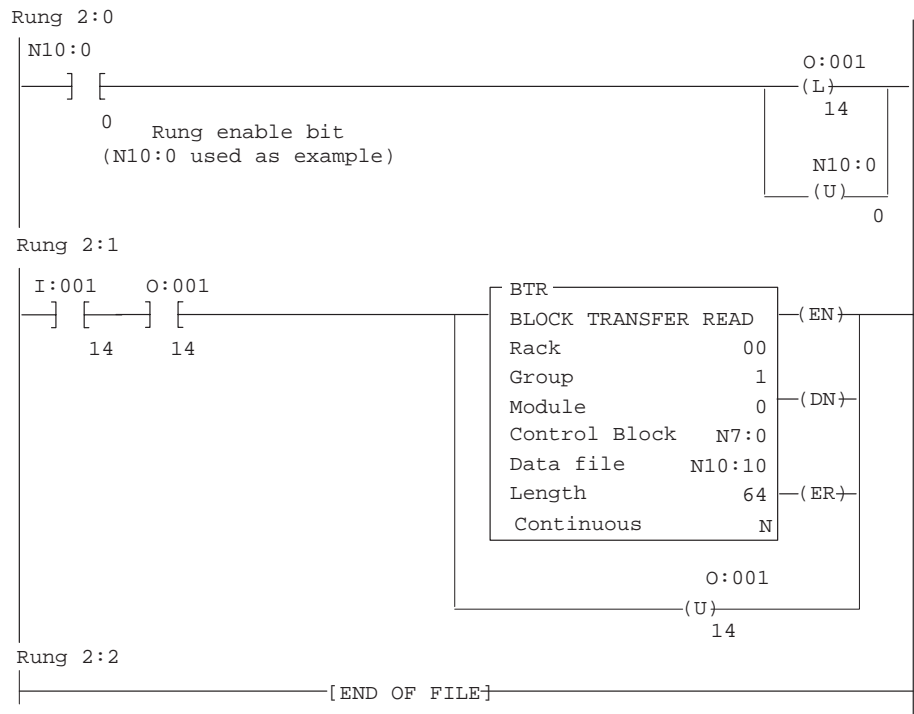 Rung 2:0
N10:0
O:001
] [
(L)
14
0
Rung enable bit
(N10:0 used as example)
N10:0
(U)
0
Rung 2:1
I:001 O:001
] [ ] [
14 14
BTR
BLOCK TRANSFER READ (EN)
Rack 00
Group 1
Module 0 (DN)
Control Block N7:0
Data file N10:10
Length 64 (ER)
Continuous N
O:001
(U)
14
Rung 2:2
[END OF FILE]